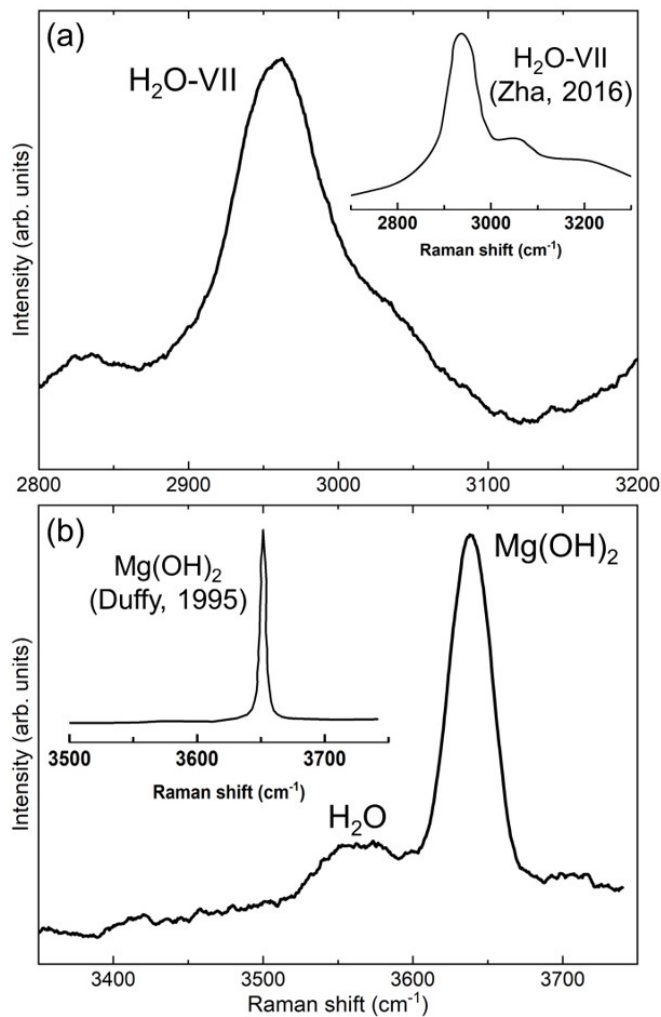 (a)
H₂O-VII
H₂O-VII
(Zha, 2016)
2800 3000 3200
Raman shift (cm⁻¹)
Intensity (arb. units)
2800 2900 3000 3100 3200
(b)
Mg(OH)₂
Mg(OH)₂
(Duffy, 1995)
3500 3600 3700
Raman shift (cm⁻¹)
H₂O
Intensity (arb. units)
3400 3500 3600 3700
Raman shift (cm⁻¹)